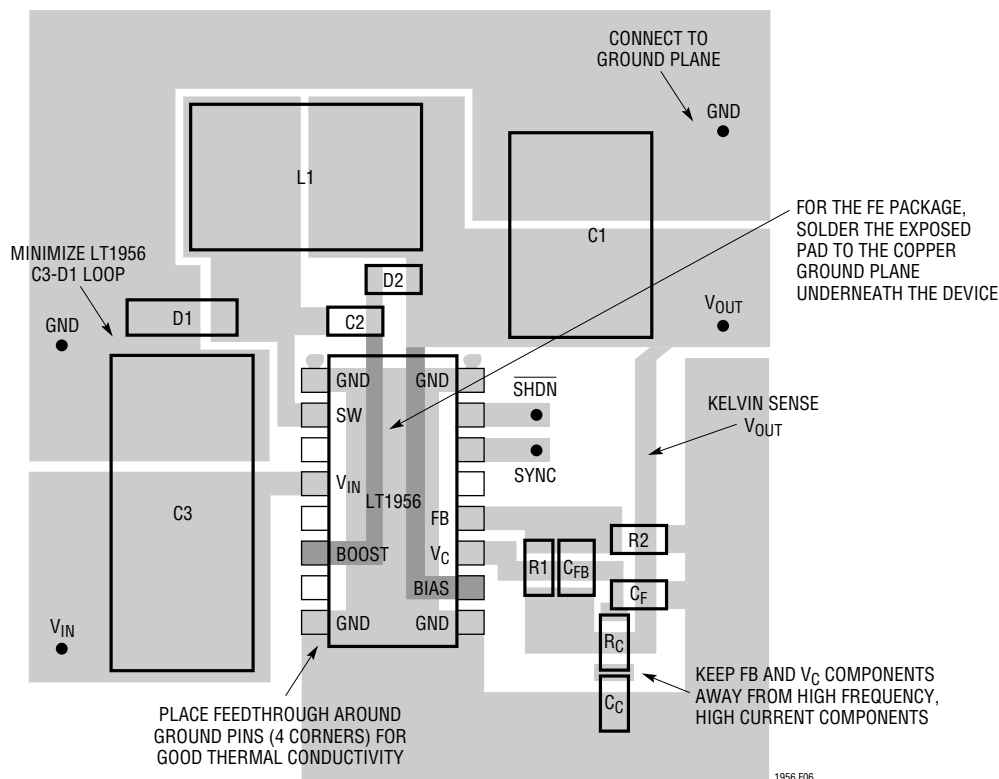 CONNECT TO
GROUND PLANE
GND
L1
C1
FOR THE FE PACKAGE,
SOLDER THE EXPOSED
PAD TO THE COPPER
GROUND PLANE
UNDERNEATH THE DEVICE
MINIMIZE LT1956
C3-D1 LOOP
D2
D1
C2
GND
VOUT
GND
GND
SHDN
SW
KELVIN SENSE
VOUT
SYNC
VIN
LT1956
C3
FB
R2
BOOST
VC
R1
CFB
BIAS
CF
VIN
GND
GND
RC
KEEP FB AND VC COMPONENTS
AWAY FROM HIGH FREQUENCY,
HIGH CURRENT COMPONENTS
CC
PLACE FEEDTHROUGH AROUND
GROUND PINS (4 CORNERS) FOR
GOOD THERMAL CONDUCTIVITY
1956 F06